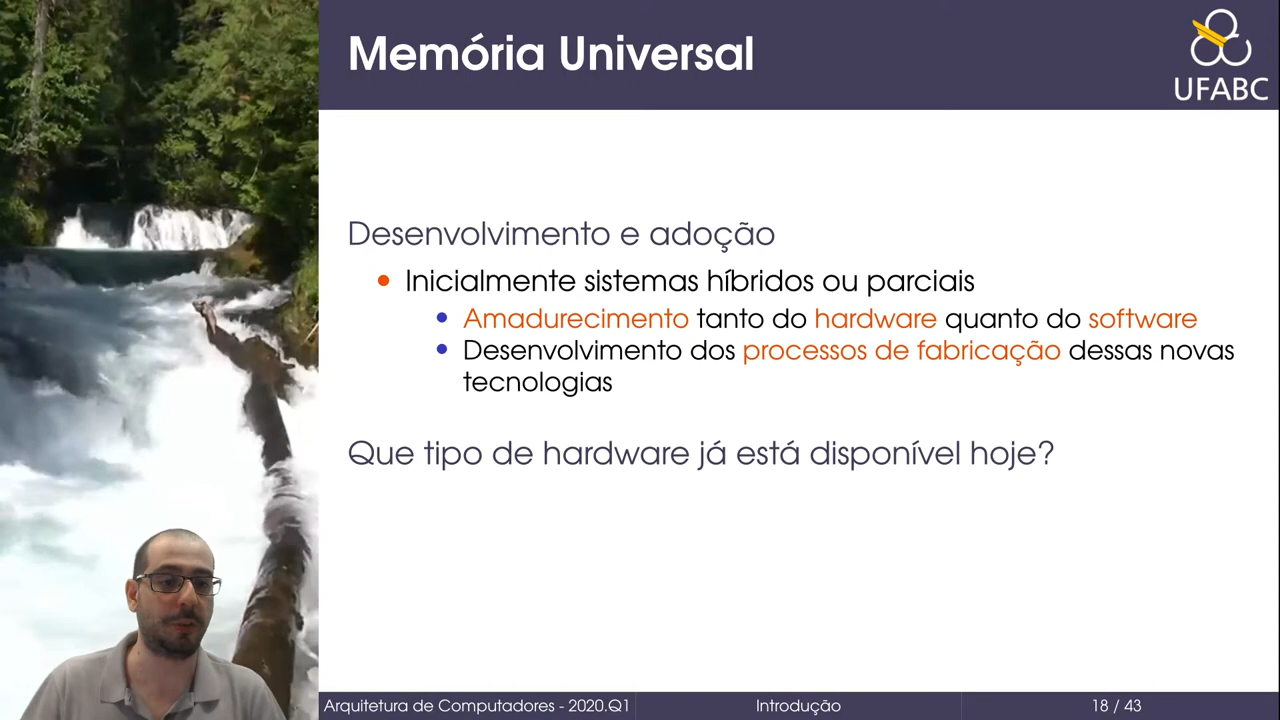 Memória Universal
UFABC
Desenvolvimento e adoção
Inicialmente sistemas híbridos ou parciais
Amadurecimento tanto do hardware quanto do software
Desenvolvimento dos processos de fabricação dessas novas
tecnologias
Que tipo de hardware já está disponível hoje?
Arquitetura de Computadores - 2020.Q1
Introdução
18 / 43